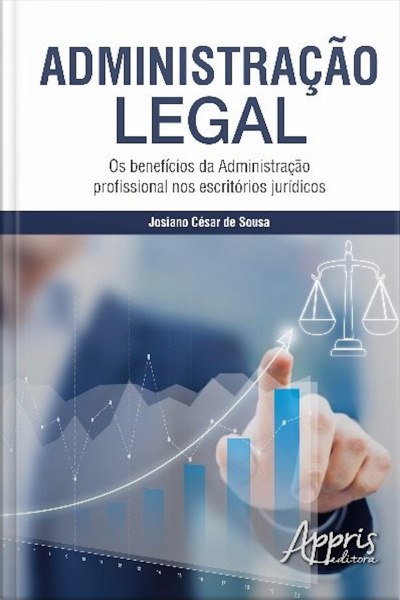 ADMINISTRAÇÃO
LEGAL
Os benefícios da Administração
profissional nos escritórios jurídicos
Josiano César de Sousa
Appris
editora